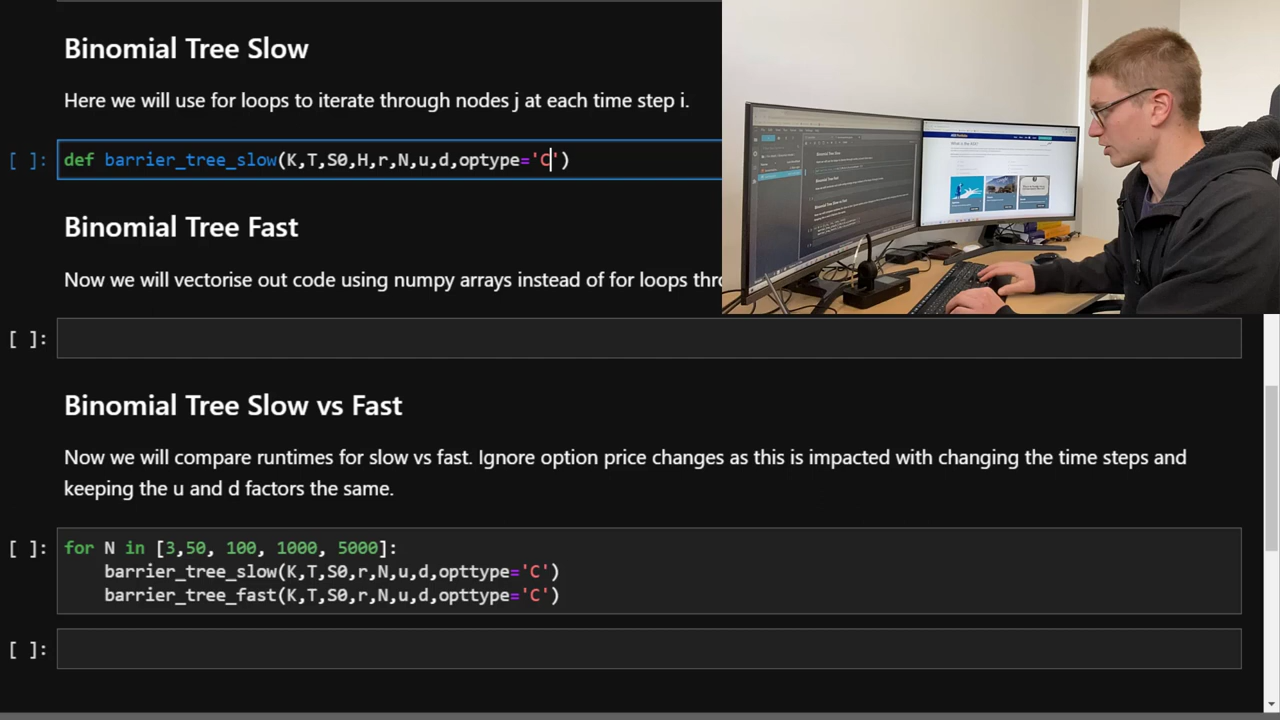 Binomial Tree Slow
Here we will use for loops to iterate through nodes j at each time step i.
[ ]: def barrier_tree_slow(K,T,S0,H,r,N,u,d,optype='C')
Binomial Tree Fast
Now we will vectorise out code using numpy arrays instead of for loops
[ ]:
Binomial Tree Slow vs Fast
Now we will compare runtimes for slow vs fast. Ignore option price changes as this is impacted with changing the time steps and
keeping the u and d factors the same.
[ ]: for N in [3,50, 100, 1000, 5000]:
barrier_tree_slow(K,T,S0,r,N,u,d,opttype='C')
barrier_tree_fast(K,T,S0,r,N,u,d,opttype='C')
[ ]: